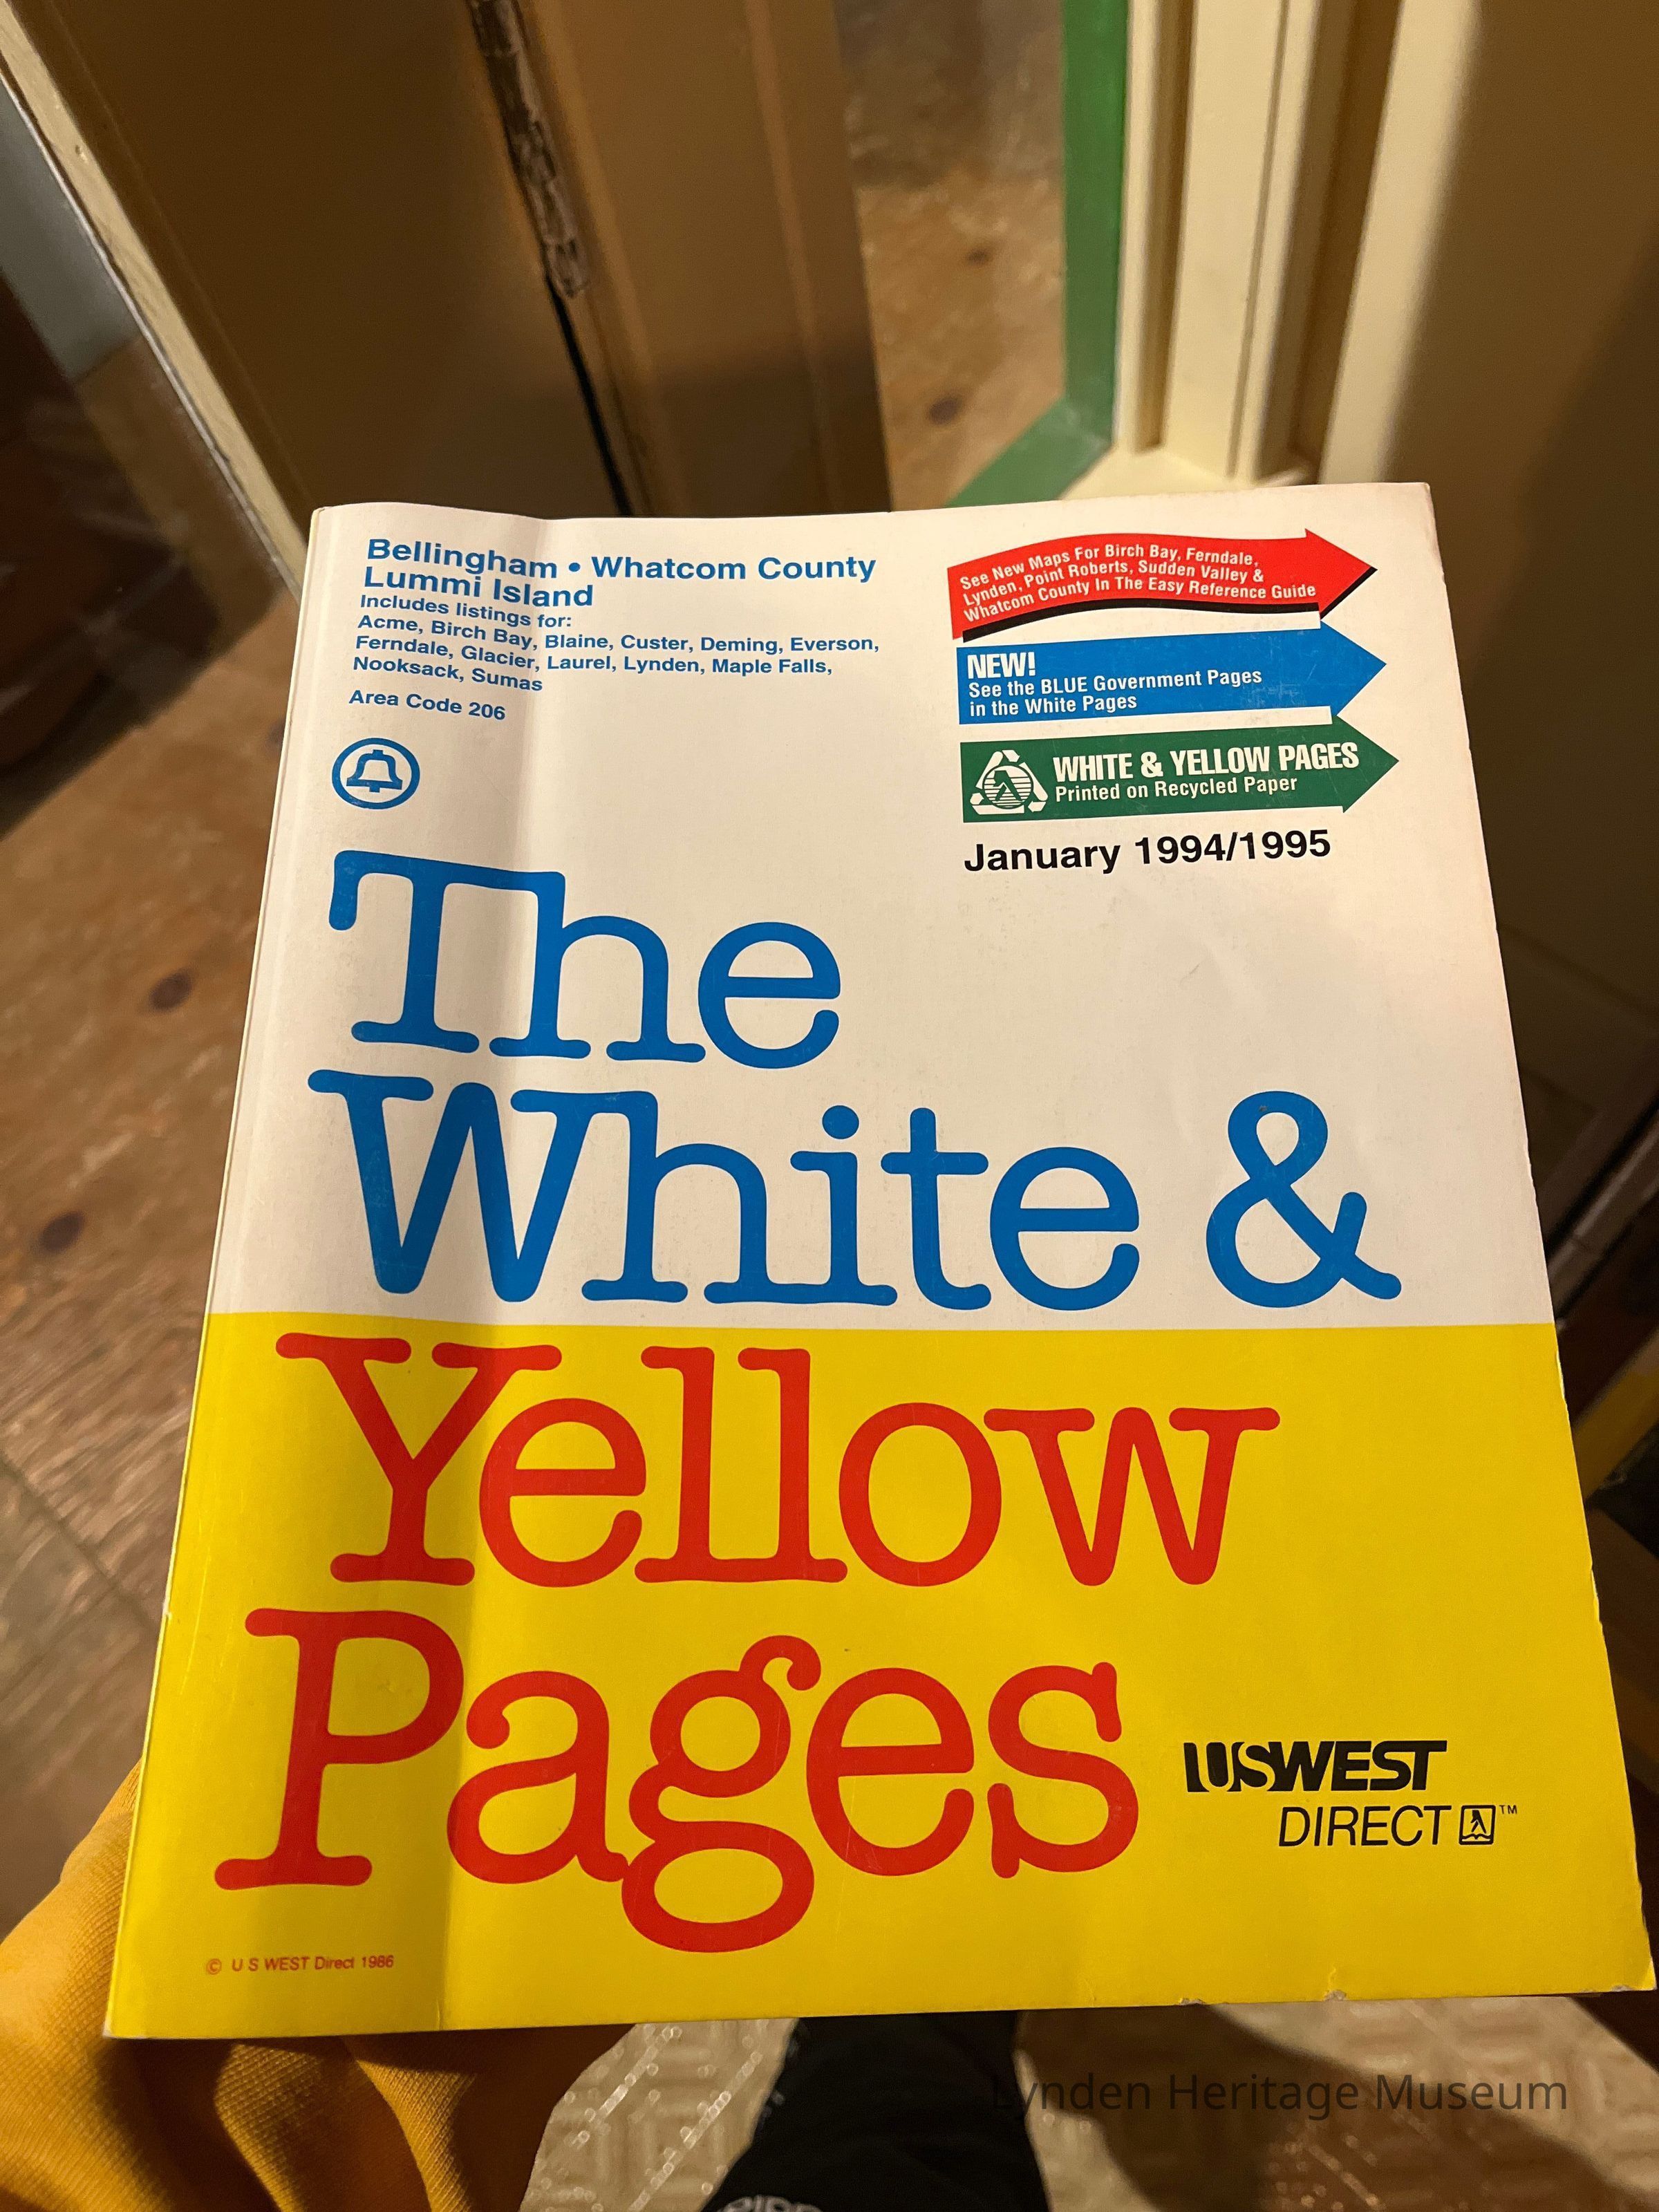 Bellingham • Whatcom County
Lummi Island
Includes listings for:
Acme, Birch Bay, Blaine, Custer, Deming, Everson,
Ferndale, Glacier, Laurel, Lynden, Maple Falls,
Nooksack, Sumas
Area Code 206
See New Maps For Birch Bay, Ferndale,
Lynden, Point Roberts, Sudden Valley &
Whatcom County In The Easy Reference Guide
NEW!
See the BLUE Government Pages
in the White Pages
WHITE & YELLOW PAGES
Printed on Recycled Paper
January 1994/1995
The
White &
Yellow
Pages
USWEST
DIRECT ™
© U S WEST Direct 1986
Lynden Heritage Museum